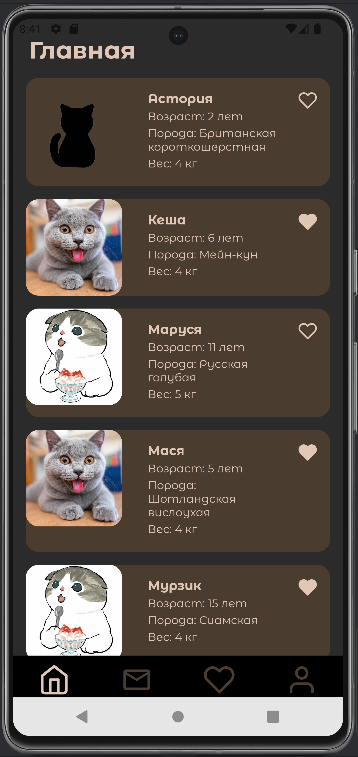 8:41
Главная
Астория
Возраст: 2 лет
Порода: Британская
короткошерстная
Вес: 4 кг
Кеша
Возраст: 6 лет
Порода: Мейн-кун
Вес: 4 кг
Маруся
Возраст: 11 лет
Порода: Русская
голубая
Вес: 5 кг
Мася
Возраст: 5 лет
Порода:
Шотландская
вислоухая
Вес: 4 кг
Мурзик
Возраст: 15 лет
Порода: Сиамская
Вес: 4 кг